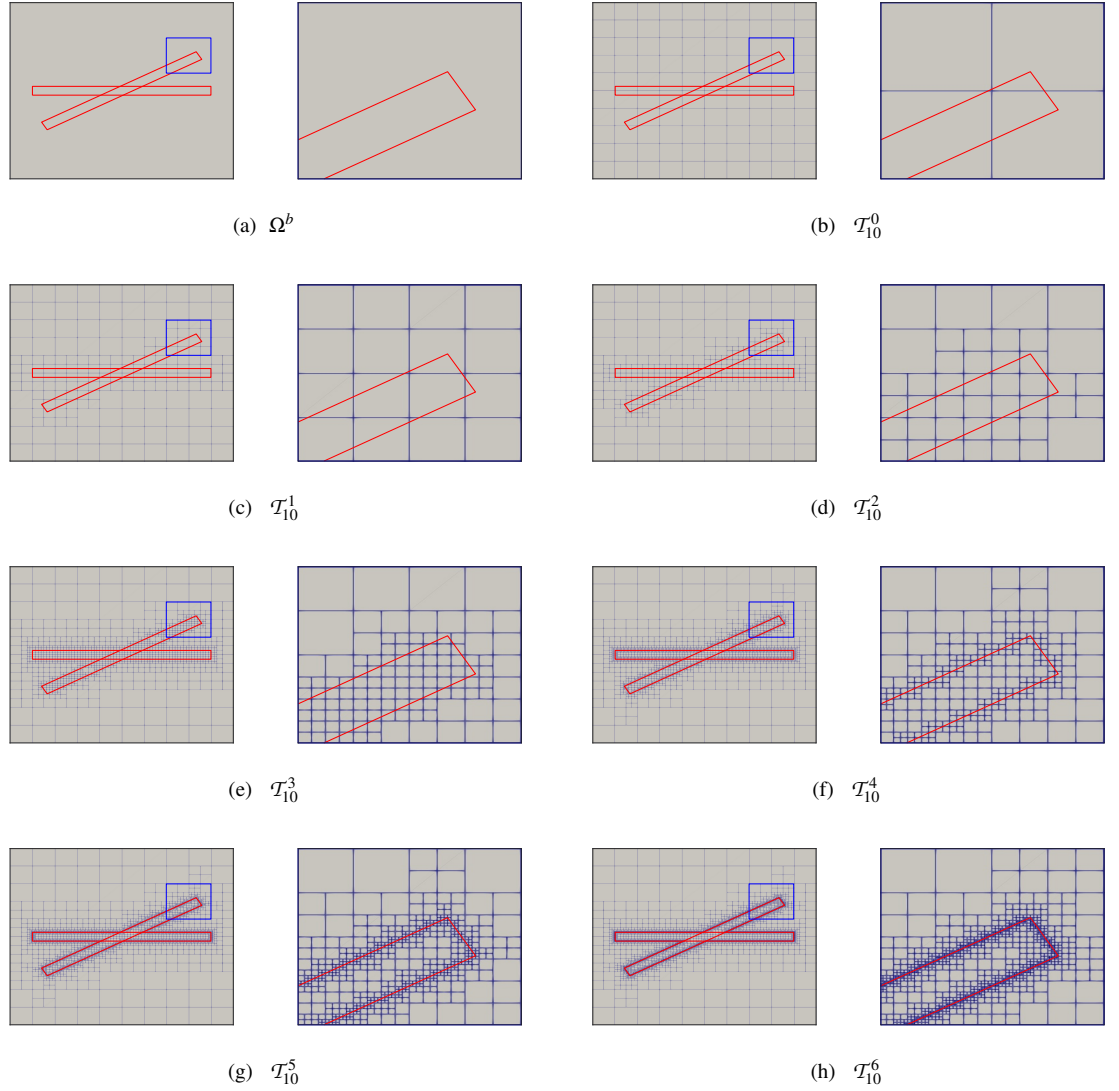 (a) Ω^b
(b) 𝒯_10^0
(c) 𝒯_10^1
(d) 𝒯_10^2
(e) 𝒯_10^3
(f) 𝒯_10^4
(g) 𝒯_10^5
(h) 𝒯_10^6